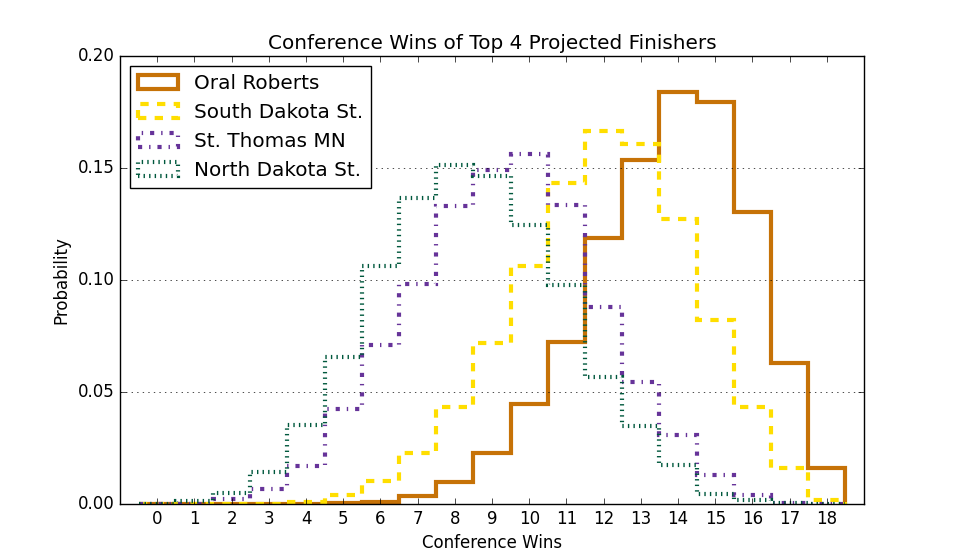 Conference Wins of Top 4 Projected Finishers
Oral Roberts
South Dakota St.
St. Thomas MN
North Dakota St.
Probability
0.20
0.15
0.10
0.05
0.00
0 1 2 3 4 5 6 7 8 9 10 11 12 13 14 15 16 17 18
Conference Wins